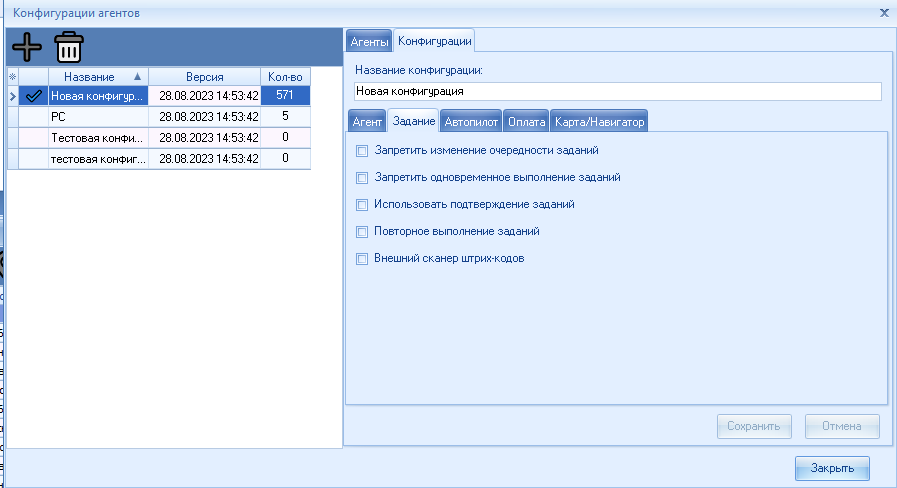 Конфигурации агентов
Название Версия Кол-во
Новая конфигур... 28.08.2023 14:53:42 571
PC 28.08.2023 14:53:42 5
Тестовая конфи... 28.08.2023 14:53:42 0
тестовая конфиг... 28.08.2023 14:53:42 0
Агенты Конфигурации
Название конфигурации:
Новая конфигурация
Агент Задание Автопилот Оплата Карта/Навигатор
Запретить изменение очередности заданий
Запретить одновременное выполнение заданий
Использовать подтверждение заданий
Повторное выполнение заданий
Внешний сканер штрих-кодов
Сохранить Отмена
Закрыть